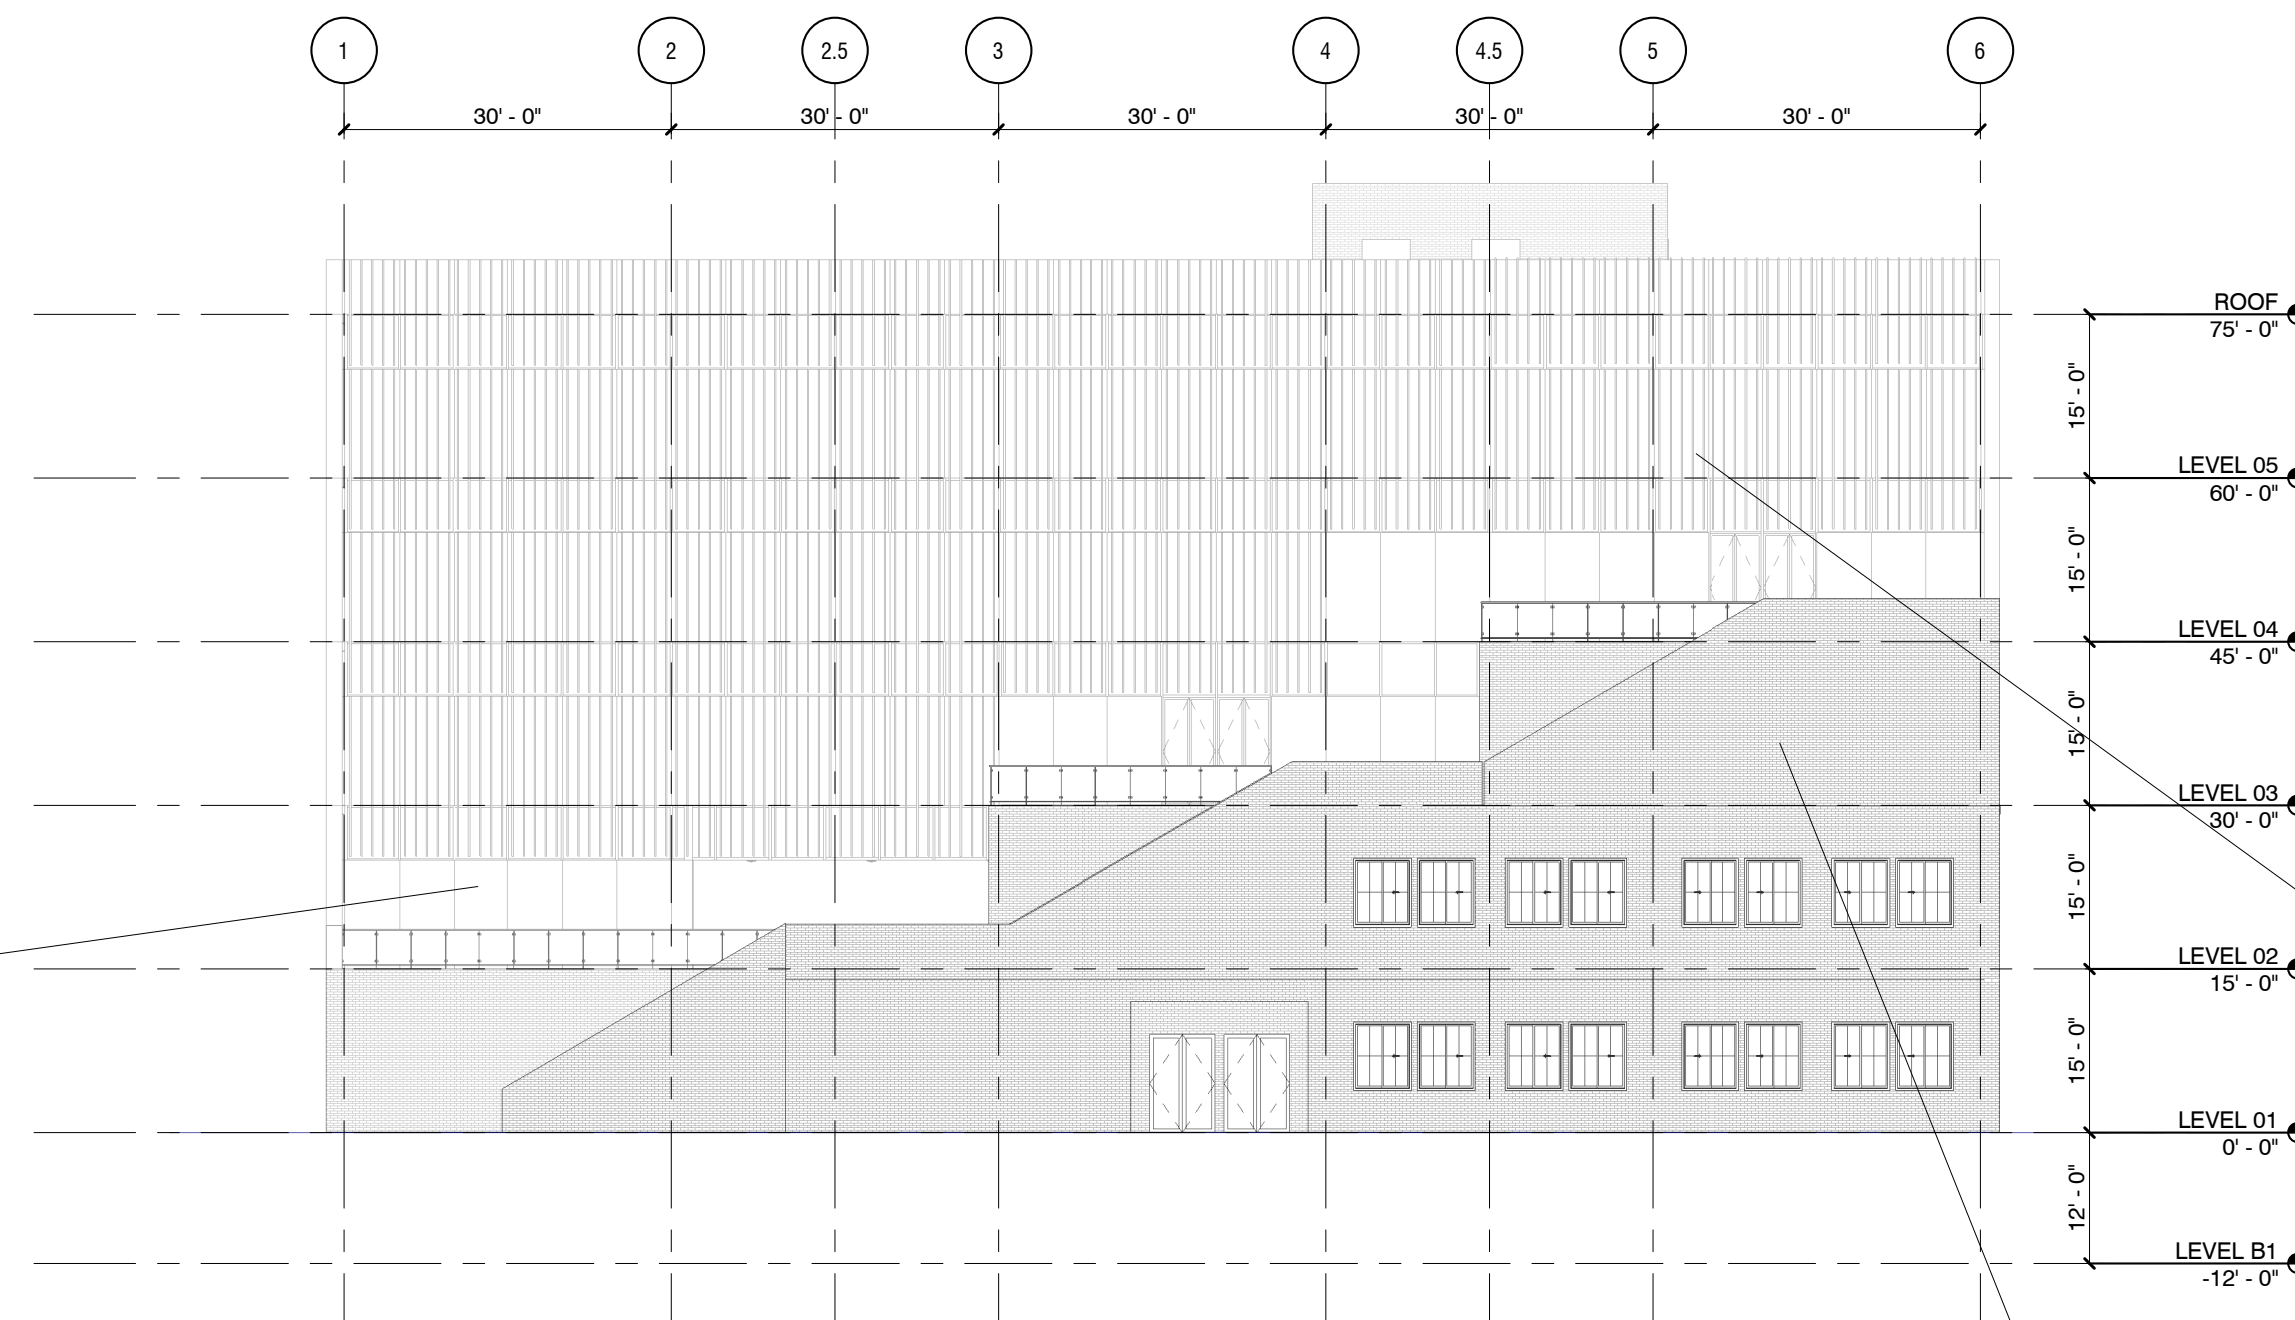 1 2 2.5 3 4 4.5 5 6
30' - 0" 30' - 0" 30' - 0" 30' - 0" 30' - 0"
ROOF
75' - 0"
15' - 0"
LEVEL 05
60' - 0"
15' - 0"
LEVEL 04
45' - 0"
15' - 0"
LEVEL 03
30' - 0"
15' - 0"
LEVEL 02
15' - 0"
15' - 0"
LEVEL 01
0' - 0"
12' - 0"
LEVEL B1
-12' - 0"